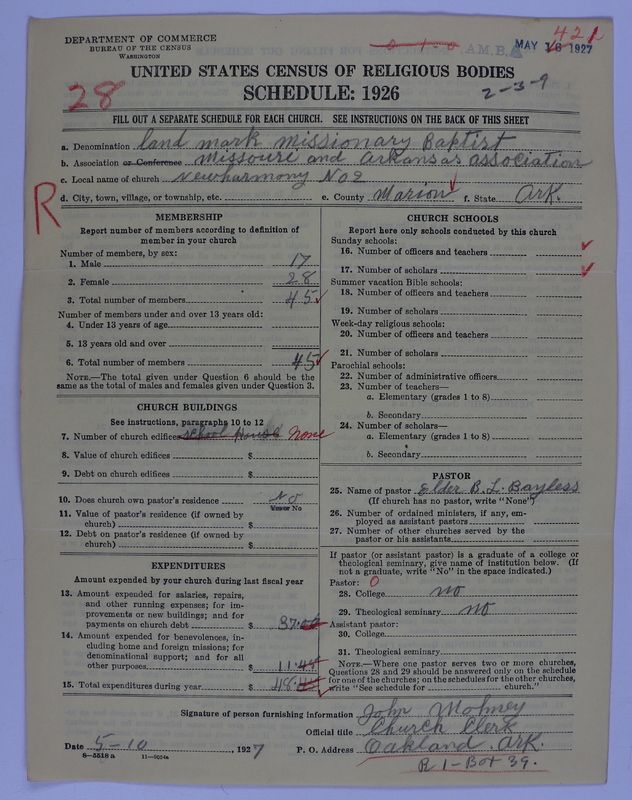 DEPARTMENT OF COMMERCE
BUREAU OF THE CENSUS
WASHINGTON
0-1-0
MAY 16 1927
421
UNITED STATES CENSUS OF RELIGIOUS BODIES
28
SCHEDULE: 1926
2-3-9
FILL OUT A SEPARATE SCHEDULE FOR EACH CHURCH. SEE INSTRUCTIONS ON THE BACK OF THIS SHEET
a. Denomination land mark missionary Baptist
b. Association or Conference Missouri and Arkansas association
c. Local name of church Newharmony No 2
d. City, town, village, or township, etc. e. County Marion f. State Ark.
R
MEMBERSHIP
Report number of members according to definition of member in your church
Number of members, by sex:
1. Male 17
2. Female 28
3. Total number of members 45
Number of members under and over 13 years old:
4. Under 13 years of age
5. 13 years old and over
6. Total number of members 45
NOTE.—The total given under Question 6 should be the
same as the total of males and females given under Question 3.
CHURCH BUILDINGS
See instructions, paragraphs 10 to 12
7. Number of church edifices school House none
8. Value of church edifices $
9. Debt on church edifices $
10. Does church own pastor's residence No
Yes or No
11. Value of pastor's residence (if owned by
church) $
12. Debt on pastor's residence (if owned by
church) $
EXPENDITURES
Amount expended by your church during last fiscal year
13. Amount expended for salaries, repairs,
and other running expenses; for im-
provements or new buildings; and for
payments on church debt $ 37.00
14. Amount expended for benevolences, in-
cluding home and foreign missions; for
denominational support; and for all
other purposes $ 11.45
15. Total expenditures during year $ 48.45
CHURCH SCHOOLS
Report here only schools conducted by this church
Sunday schools:
16. Number of officers and teachers
17. Number of scholars
Summer vacation Bible schools:
18. Number of officers and teachers
19. Number of scholars
Week-day religious schools:
20. Number of officers and teachers
21. Number of scholars
Parochial schools:
22. Number of administrative officers
23. Number of teachers—
a. Elementary (grades 1 to 8)
b. Secondary
24. Number of scholars—
a. Elementary (grades 1 to 8)
b. Secondary
PASTOR
25. Name of pastor Elder B. L. Bayless
(If church has no pastor, write "None")
26. Number of ordained ministers, if any, em-
ployed as assistant pastors
27. Number of other churches served by the
pastor or his assistants
If pastor (or assistant pastor) is a graduate of a college or
theological seminary, give name of institution below. (If
not a graduate, write "No" in the space indicated.)
Pastor: 0
28. College no
29. Theological seminary no
Assistant pastor:
30. College
31. Theological seminary
NOTE.—Where one pastor serves two or more churches,
Questions 28 and 29 should be answered only on the schedule
for one of the churches; on the schedules for the other churches,
write "See schedule for church."
Signature of person furnishing information John Mahney
Official title Church Clerk
Date 5-10, 1927 P. O. Address Oakland. Ark.
8-5518 a 11-9034a
R 1-Box 39.